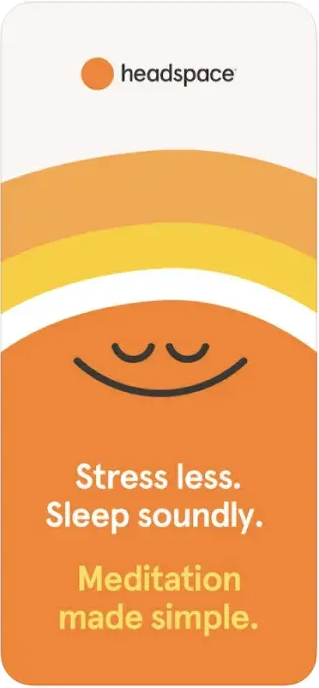 headspace
Stress less.
Sleep soundly.
Meditation
made simple.